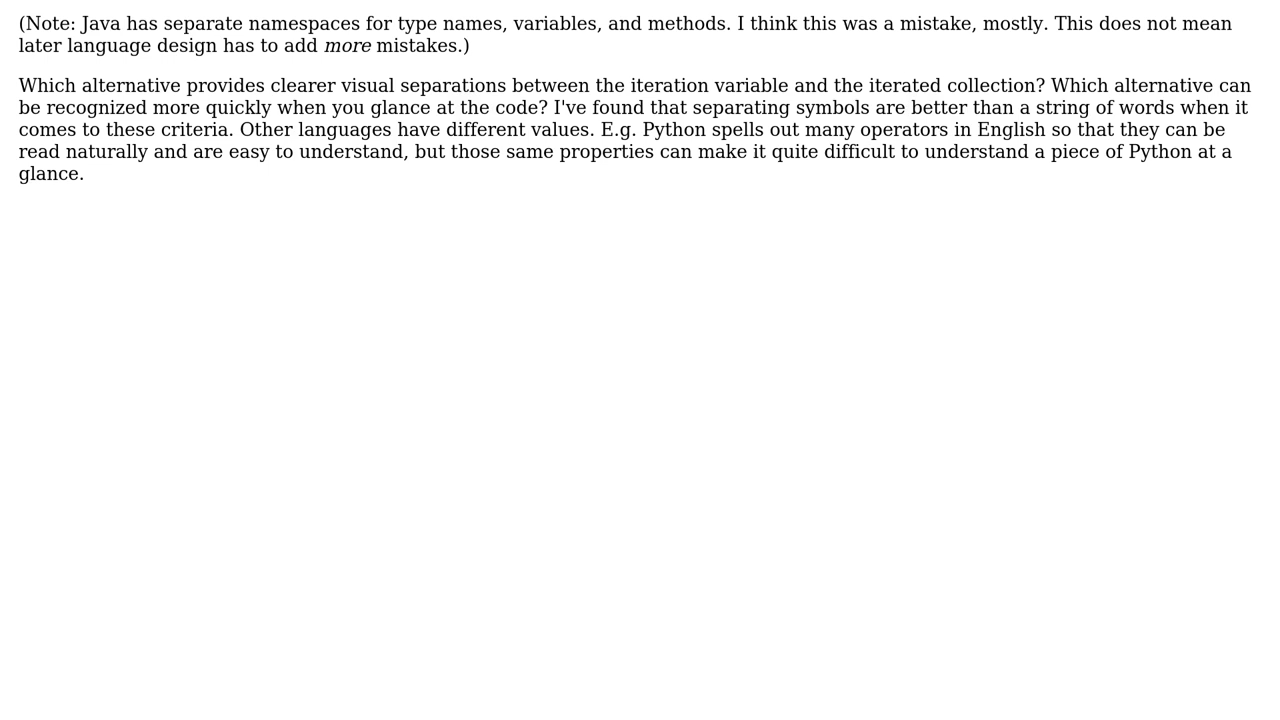 (Note: Java has separate namespaces for type names, variables, and methods. I think this was a mistake, mostly. This does not mean
later language design has to add more mistakes.)
Which alternative provides clearer visual separations between the iteration variable and the iterated collection? Which alternative can
be recognized more quickly when you glance at the code? I've found that separating symbols are better than a string of words when it
comes to these criteria. Other languages have different values. E.g. Python spells out many operators in English so that they can be
read naturally and are easy to understand, but those same properties can make it quite difficult to understand a piece of Python at a
glance.